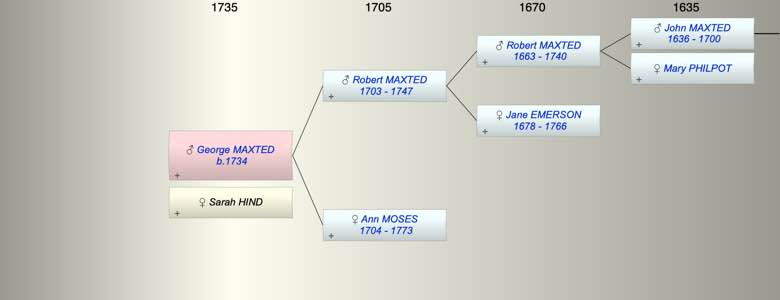 1735 1705 1670 1635
♂ John MAXTED
1636 - 1700
+
♂ Robert MAXTED
1663 - 1740
+
♀ Mary PHILPOT
+
♂ Robert MAXTED
1703 - 1747
+
♀ Jane EMERSON
1678 - 1766
+
♂ George MAXTED
b.1734
+
♀ Sarah HIND
+
♀ Ann MOSES
1704 - 1773
+